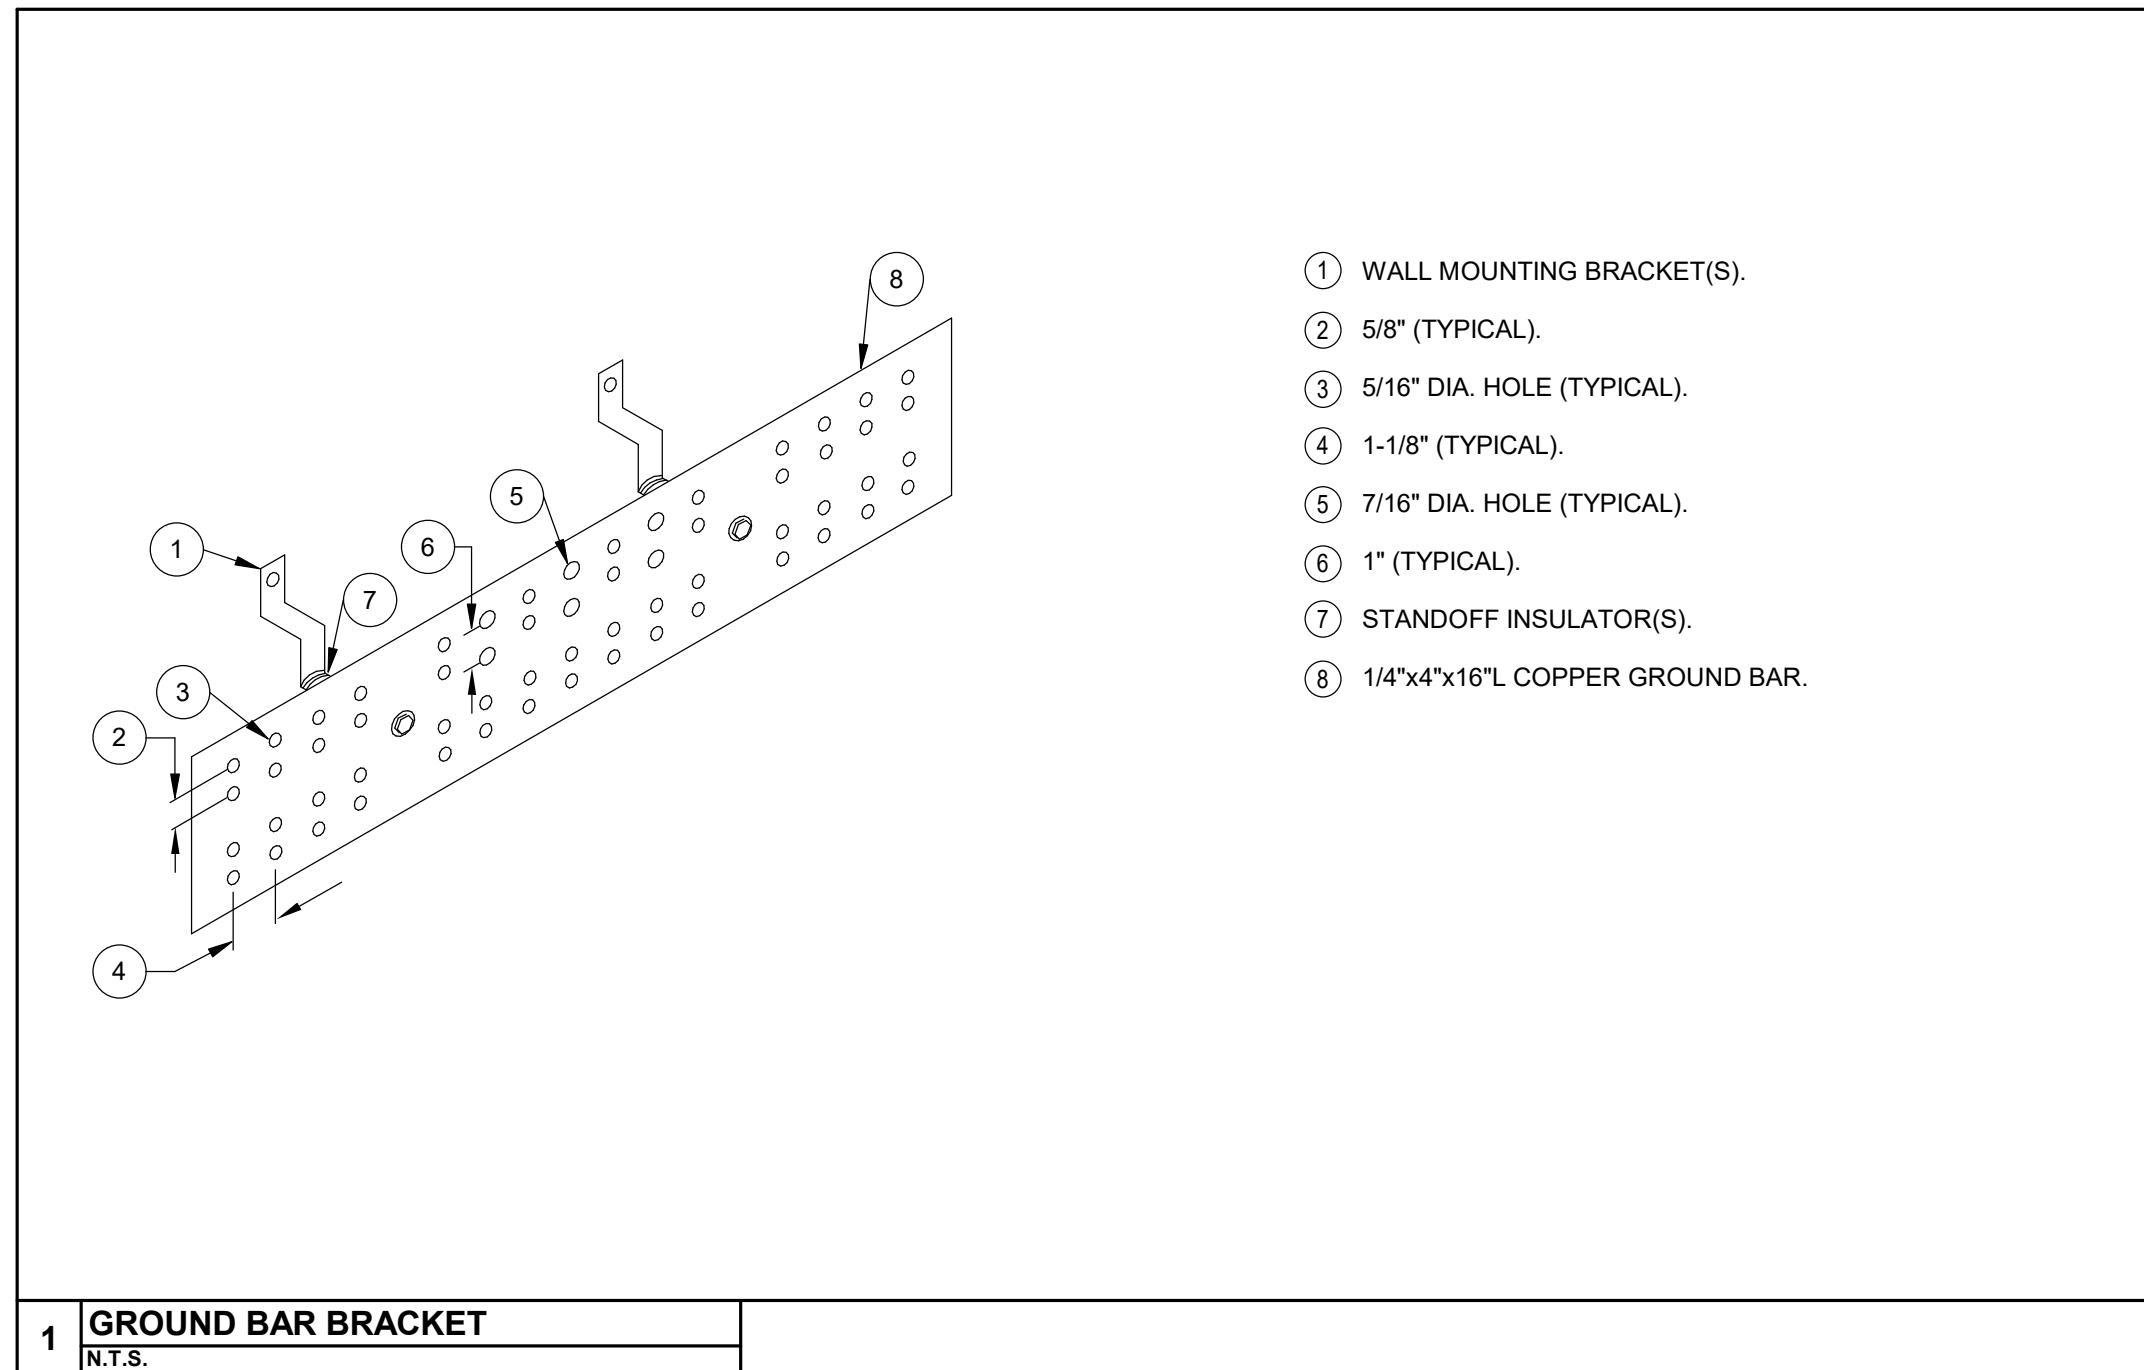 8
5
6
1
7
3
2
4
1 WALL MOUNTING BRACKET(S).
2 5/8" (TYPICAL).
3 5/16" DIA. HOLE (TYPICAL).
4 1-1/8" (TYPICAL).
5 7/16" DIA. HOLE (TYPICAL).
6 1" (TYPICAL).
7 STANDOFF INSULATOR(S).
8 1/4"x4"x16"L COPPER GROUND BAR.
1 GROUND BAR BRACKET
N.T.S.